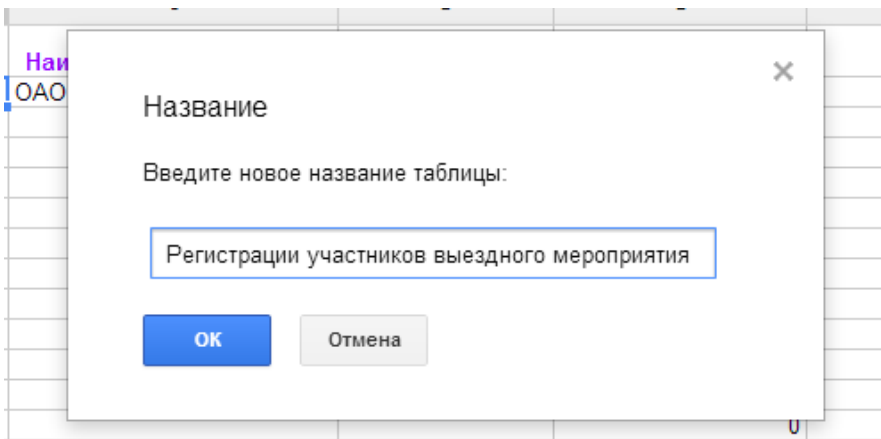 Наи
ОАО
Название
Введите новое название таблицы:
Регистрации участников выездного мероприятия
ОК
Отмена
0